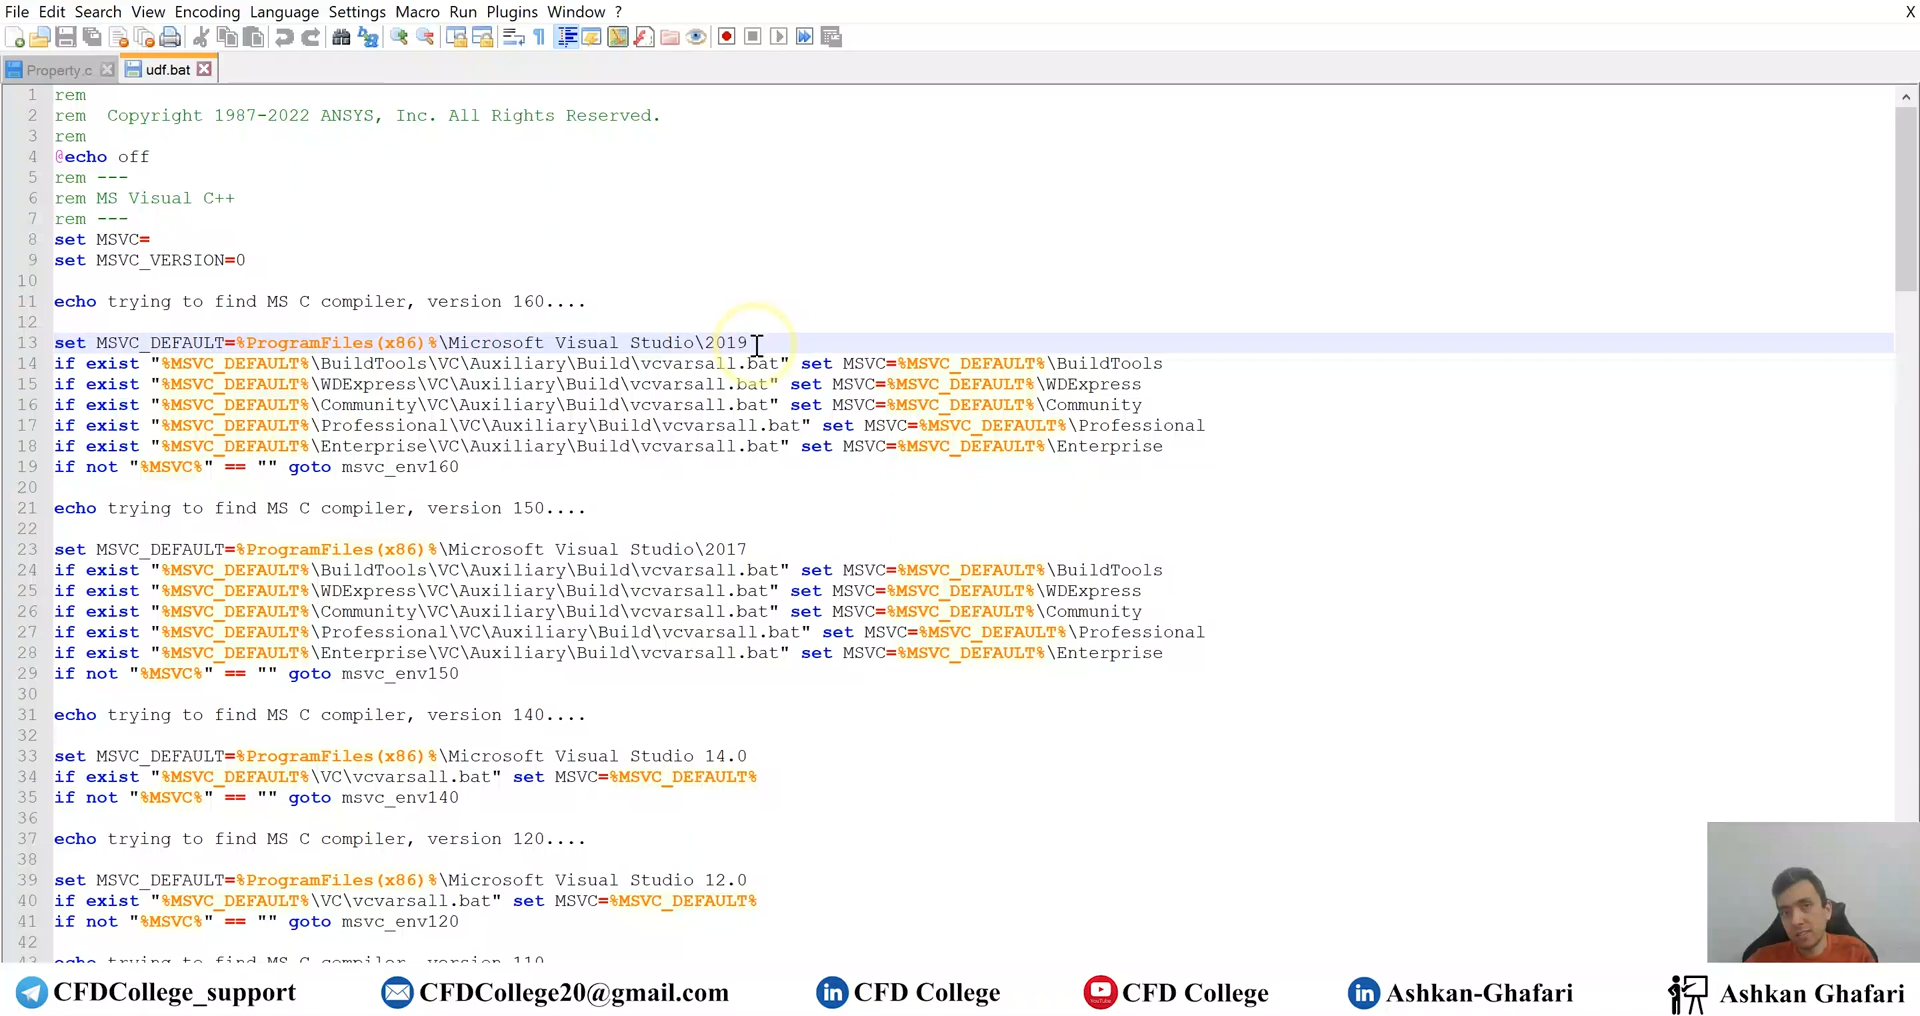 File Edit Search View Encoding Language Settings Macro Run Plugins Window ? X
Property.c udf.bat
1 rem
2 rem  Copyright 1987-2022 ANSYS, Inc. All Rights Reserved.
3 rem
4 @echo off
5 rem ---
6 rem MS Visual C++
7 rem ---
8 set MSVC=
9 set MSVC_VERSION=0
10
11 echo trying to find MS C compiler, version 160....
12
13 set MSVC_DEFAULT=%ProgramFiles(x86)%\Microsoft Visual Studio\2019
14 if exist "%MSVC_DEFAULT%\BuildTools\VC\Auxiliary\Build\vcvarsall.bat" set MSVC=%MSVC_DEFAULT%\BuildTools
15 if exist "%MSVC_DEFAULT%\WDExpress\VC\Auxiliary\Build\vcvarsall.bat" set MSVC=%MSVC_DEFAULT%\WDExpress
16 if exist "%MSVC_DEFAULT%\Community\VC\Auxiliary\Build\vcvarsall.bat" set MSVC=%MSVC_DEFAULT%\Community
17 if exist "%MSVC_DEFAULT%\Professional\VC\Auxiliary\Build\vcvarsall.bat" set MSVC=%MSVC_DEFAULT%\Professional
18 if exist "%MSVC_DEFAULT%\Enterprise\VC\Auxiliary\Build\vcvarsall.bat" set MSVC=%MSVC_DEFAULT%\Enterprise
19 if not "%MSVC%" == "" goto msvc_env160
20
21 echo trying to find MS C compiler, version 150....
22
23 set MSVC_DEFAULT=%ProgramFiles(x86)%\Microsoft Visual Studio\2017
24 if exist "%MSVC_DEFAULT%\BuildTools\VC\Auxiliary\Build\vcvarsall.bat" set MSVC=%MSVC_DEFAULT%\BuildTools
25 if exist "%MSVC_DEFAULT%\WDExpress\VC\Auxiliary\Build\vcvarsall.bat" set MSVC=%MSVC_DEFAULT%\WDExpress
26 if exist "%MSVC_DEFAULT%\Community\VC\Auxiliary\Build\vcvarsall.bat" set MSVC=%MSVC_DEFAULT%\Community
27 if exist "%MSVC_DEFAULT%\Professional\VC\Auxiliary\Build\vcvarsall.bat" set MSVC=%MSVC_DEFAULT%\Professional
28 if exist "%MSVC_DEFAULT%\Enterprise\VC\Auxiliary\Build\vcvarsall.bat" set MSVC=%MSVC_DEFAULT%\Enterprise
29 if not "%MSVC%" == "" goto msvc_env150
30
31 echo trying to find MS C compiler, version 140....
32
33 set MSVC_DEFAULT=%ProgramFiles(x86)%\Microsoft Visual Studio 14.0
34 if exist "%MSVC_DEFAULT%\VC\vcvarsall.bat" set MSVC=%MSVC_DEFAULT%
35 if not "%MSVC%" == "" goto msvc_env140
36
37 echo trying to find MS C compiler, version 120....
38
39 set MSVC_DEFAULT=%ProgramFiles(x86)%\Microsoft Visual Studio 12.0
40 if exist "%MSVC_DEFAULT%\VC\vcvarsall.bat" set MSVC=%MSVC_DEFAULT%
41 if not "%MSVC%" == "" goto msvc_env120
42
43 echo trying to find MS C compiler, version 110
CFDCollege_support CFDCollege20@gmail.com CFD College CFD College Ashkan-Ghafari Ashkan Ghafari